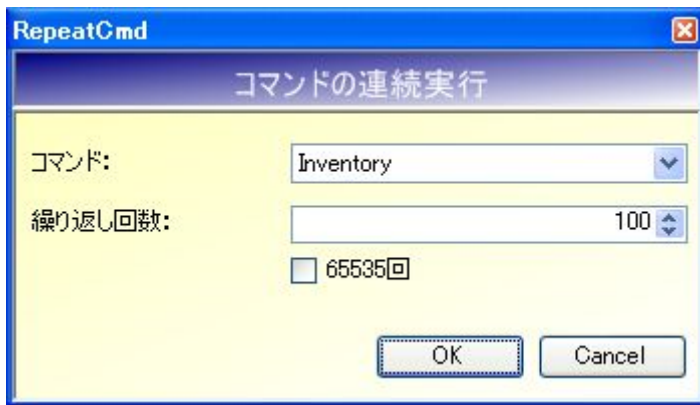 RepeatCmd
コマンドの連続実行
コマンド: Inventory
繰り返し回数: 100
65535回
OK Cancel